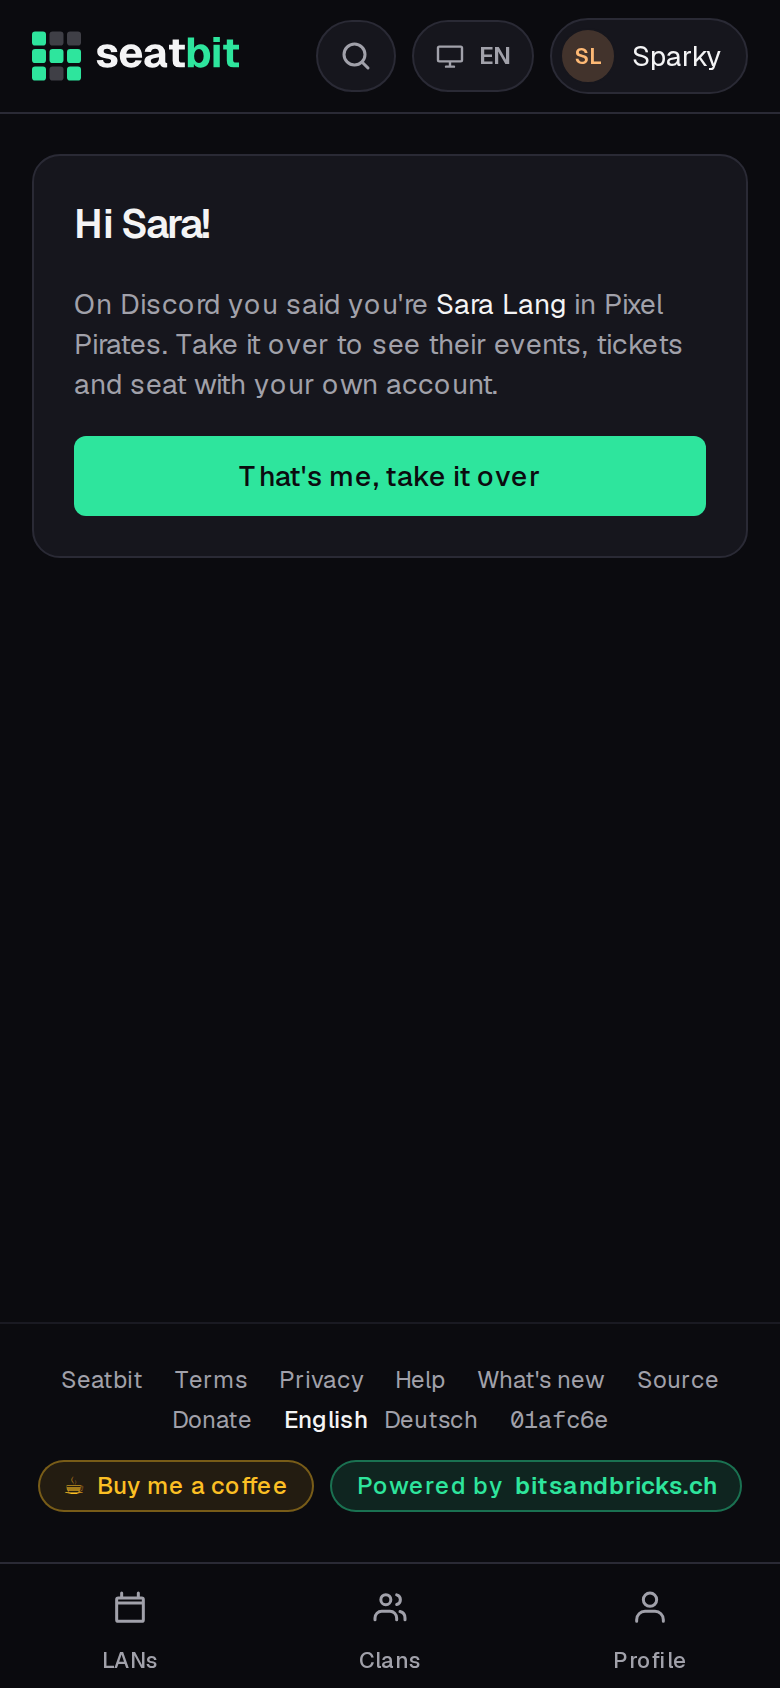 seatbit
EN
SL
Sparky
Hi Sara!
On Discord you said you're Sara Lang in Pixel
Pirates. Take it over to see their events, tickets
and seat with your own account.
That's me, take it over
Seatbit Terms Privacy Help What's new Source
Donate English Deutsch 01afc6e
Buy me a coffee
Powered by bitsandbricks.ch
LANs
Clans
Profile